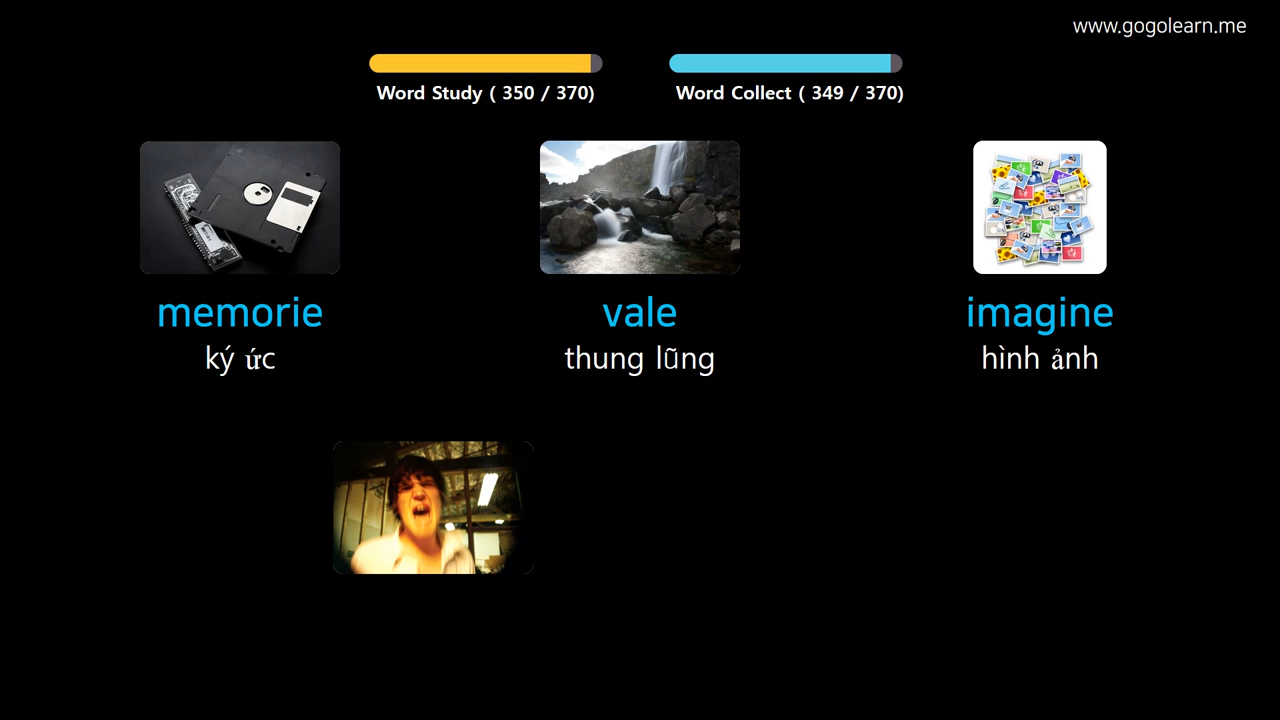 www.gogolearn.me
Word Study ( 350 / 370)
Word Collect ( 349 / 370)
memorie
vale
imagine
ký ức
thung lũng
hình ảnh